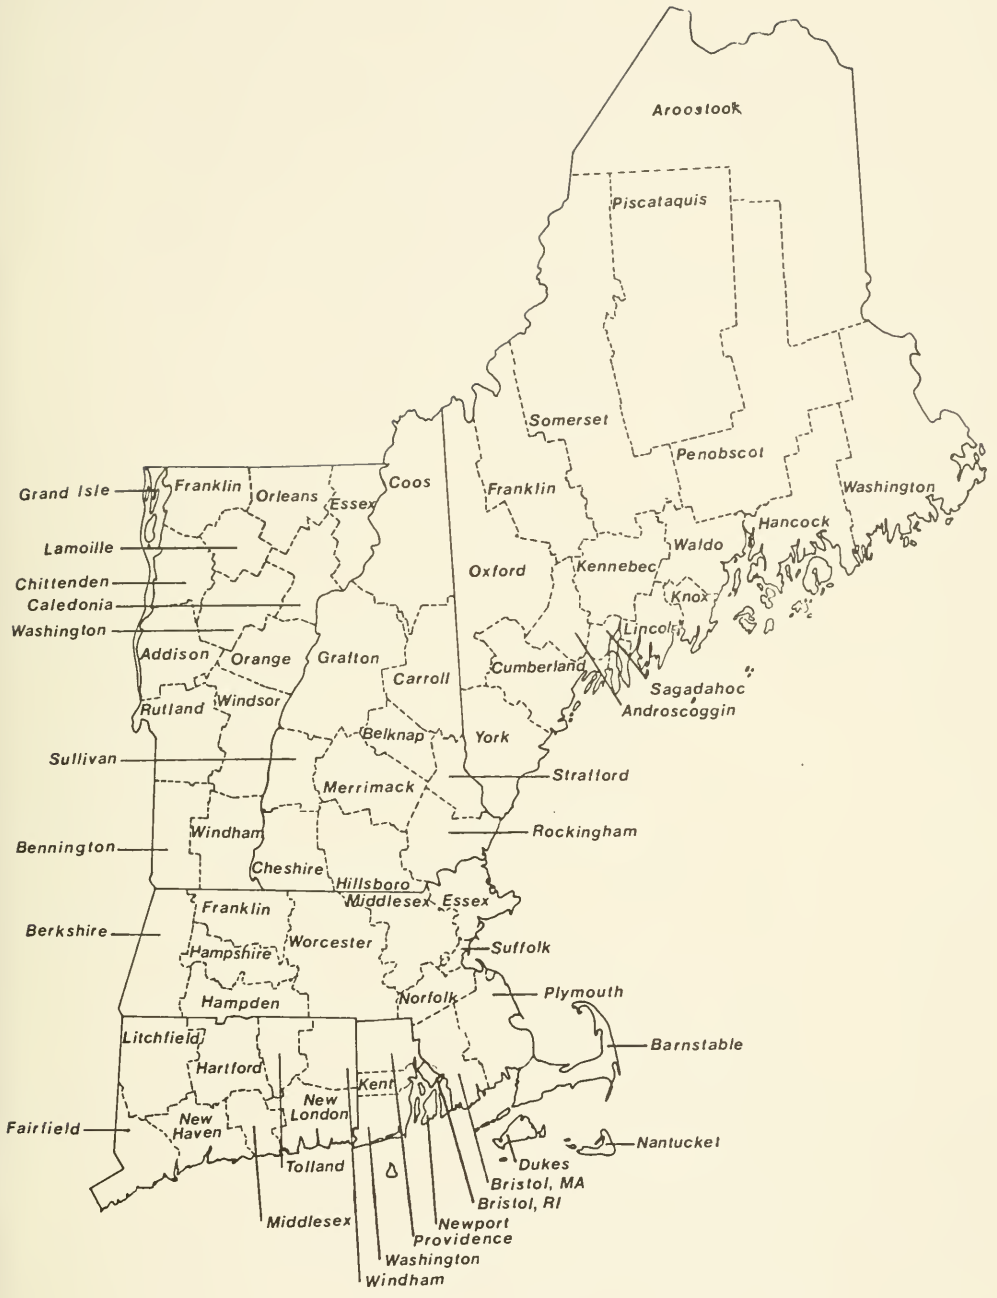 Aroostook
Piscataquis
Somerset
Penobscot
Grand Isle
Franklin
Orleans
Essex
Coos
Franklin
Washington
Hancock
Lamoille
Waldo
Chittenden
Oxford
Kennebec
Caledonia
Knox
Washington
Lincoln
Addison
Orange
Grafton
Cumberland
Carroll
Sagadahoc
Rutland
Windsor
Androscoggin
Belknap
York
Sullivan
Strafford
Merrimack
Windham
Rockingham
Bennington
Cheshire
Hillsboro
Middlesex
Essex
Franklin
Berkshire
Worcester
Hampshire
Suffolk
Hampden
Norfolk
Plymouth
Litchfield
Barnstable
Hartford
Kent
New
London
New
Haven
Fairfield
Nantucket
Tolland
Dukes
Bristol, MA
Bristol, RI
Middlesex
Newport
Providence
Washington
Windham